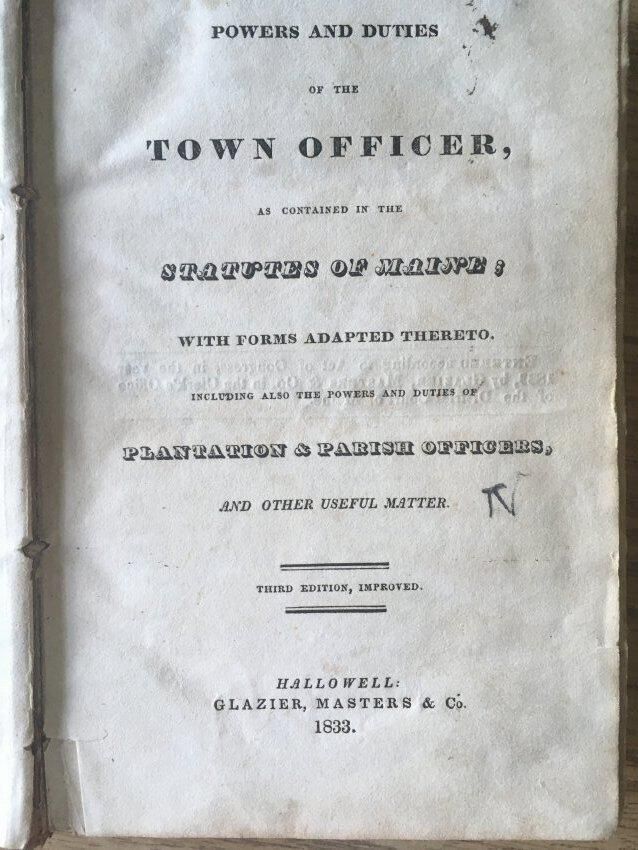 POWERS AND DUTIES
OF THE
TOWN OFFICER,
AS CONTAINED IN THE
STATUTES OF MAINE;
WITH FORMS ADAPTED THERETO.
INCLUDING ALSO THE POWERS AND DUTIES OF
PLANTATION & PARISH OFFICERS,
AND OTHER USEFUL MATTER.
THIRD EDITION, IMPROVED.
HALLOWELL:
GLAZIER, MASTERS & Co.
1833.